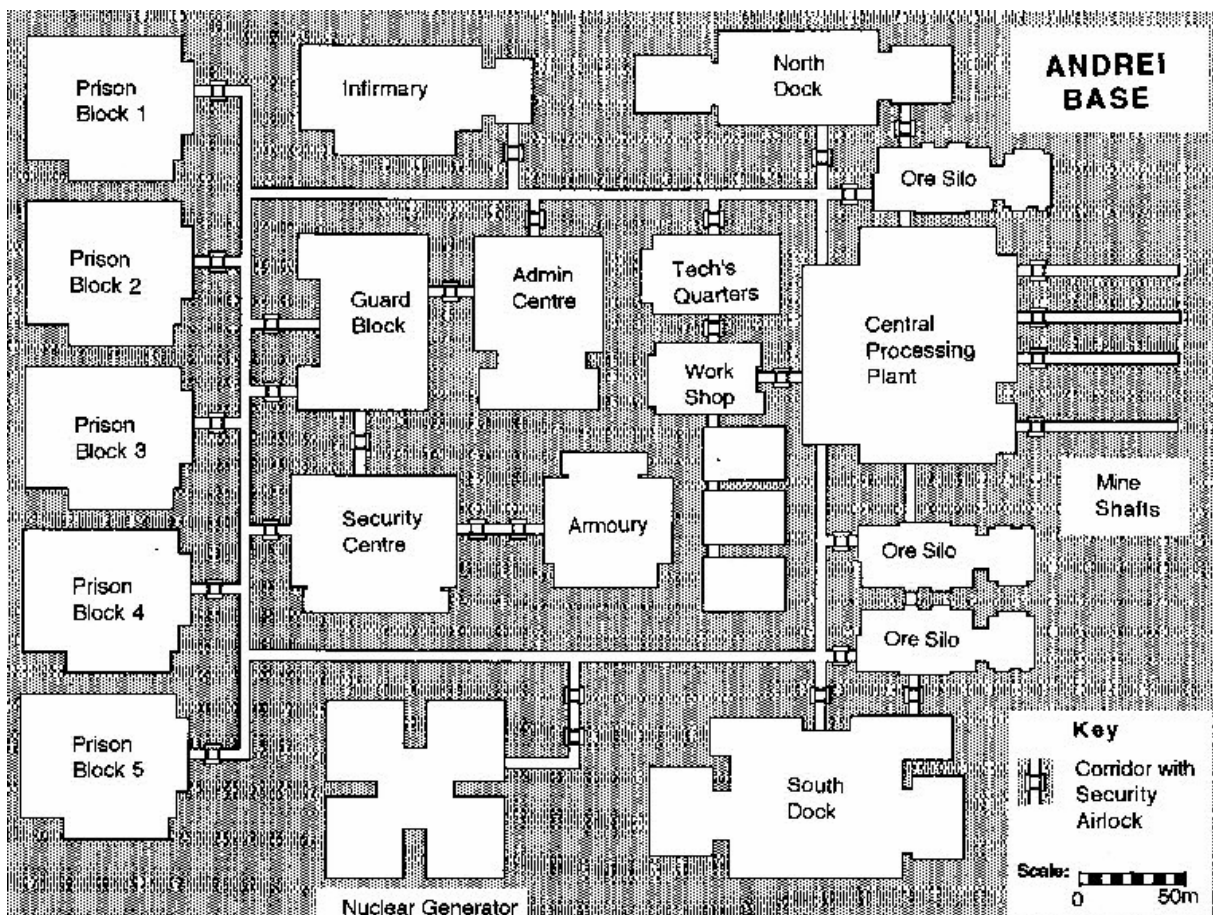 Prison
Block 1
Infirmary
North
Dock
ANDREI
BASE
Ore Silo
Prison
Block 2
Guard
Block
Admin
Centre
Tech's
Quarters
Central
Processing
Plant
Work
Shop
Prison
Block 3
Mine
Shafts
Security
Centre
Armoury
Ore Silo
Prison
Block 4
Ore Silo
Prison
Block 5
South
Dock
Key
Corridor with
Security
Airlock
Scale:
0 50m
Nuclear Generator